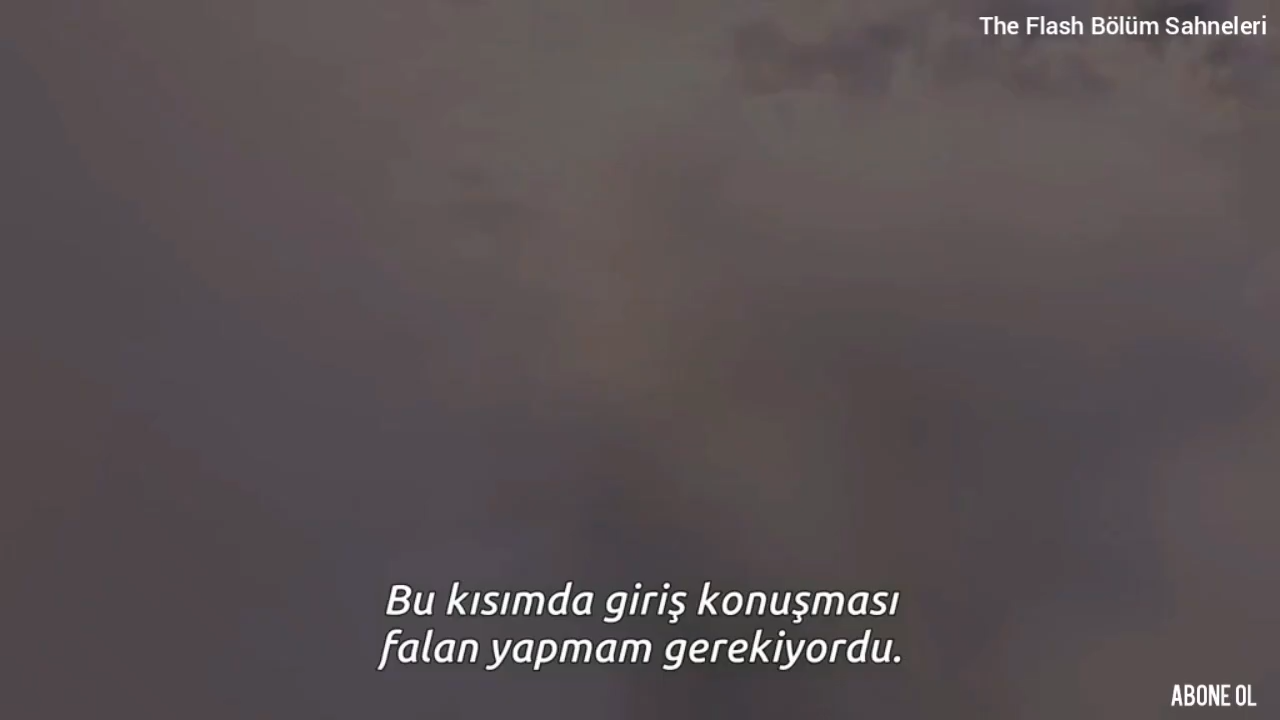 The Flash Bölüm Sahneleri
Bu kısımda giriş konuşması
falan yapmam gerekiyordu.
ABONE OL